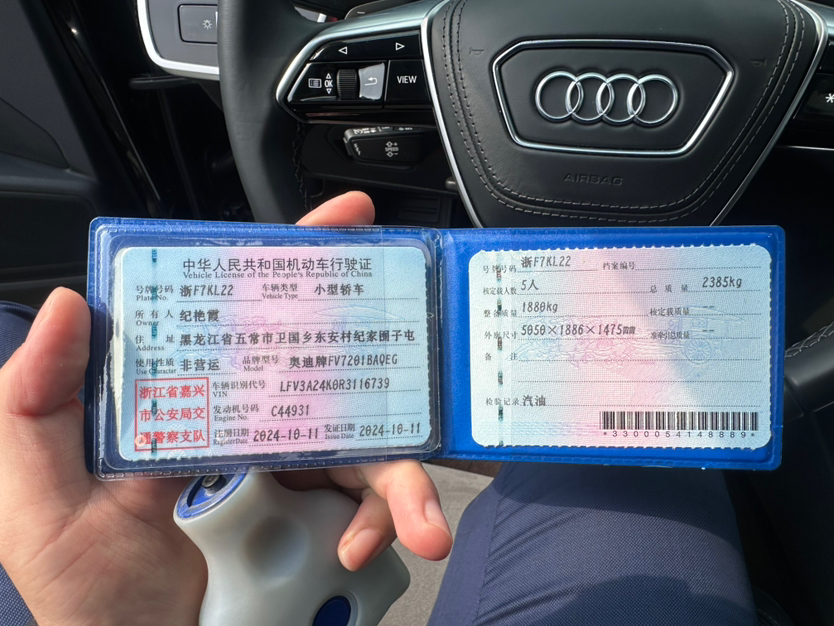 OK
VIEW
SPEED
AIRBAG
中华人民共和国机动车行驶证
Vehicle License of the People's Republic of China
号牌号码 浙F7KL22 车辆类型 小型轿车
Plate No. Vehicle Type
所有人 纪艳霞
Owner
住址 黑龙江省五常市卫国乡东安村纪家圈子屯
Address
使用性质 非营运 品牌型号 奥迪牌FV7201BAQEG
Use Character Model
浙江省嘉兴
市公安局交
通警察支队
车辆识别代号 LFV3A24K0R3116739
VIN
发动机号码 C44931
Engine No.
注册日期 2024-10-11 发证日期 2024-10-11
Register Date Issue Date
号牌号码 浙F7KL22 档案编号
核定载人数 5人 总质量 2385kg
整备质量 1880kg 核定载质量 --
外廓尺寸 5050×1886×1475mm 准牵引总质量 --
备注
检验记录 汽油
*3300054148889*